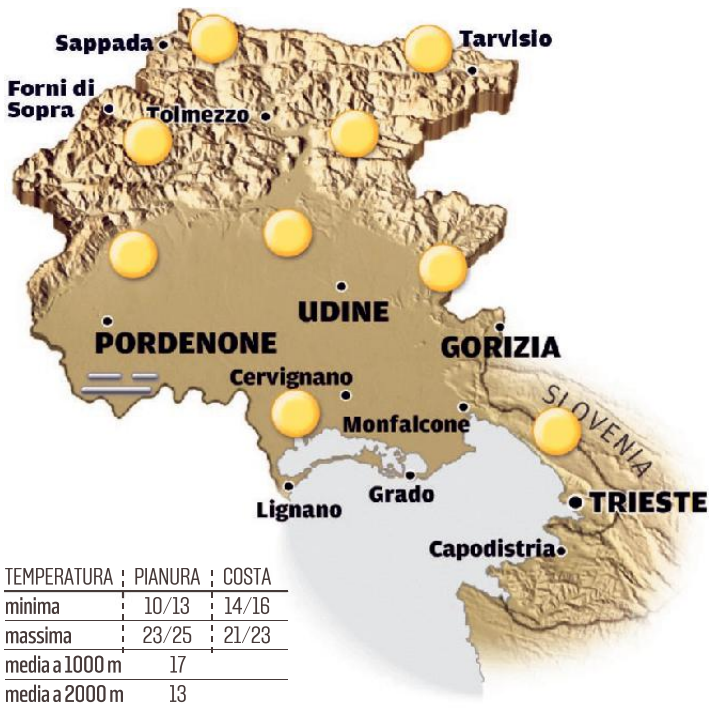 Sappada
Tarvisio
Forni di
Sopra
Tolmezzo
UDINE
PORDENONE
GORIZIA
Cervignano
SLOVENIA
Monfalcone
Lignano
Grado
TRIESTE
Capodistria
TEMPERATURA PIANURA COSTA
minima 10/13 14/16
massima 23/25 21/23
media a 1000 m 17
media a 2000 m 13